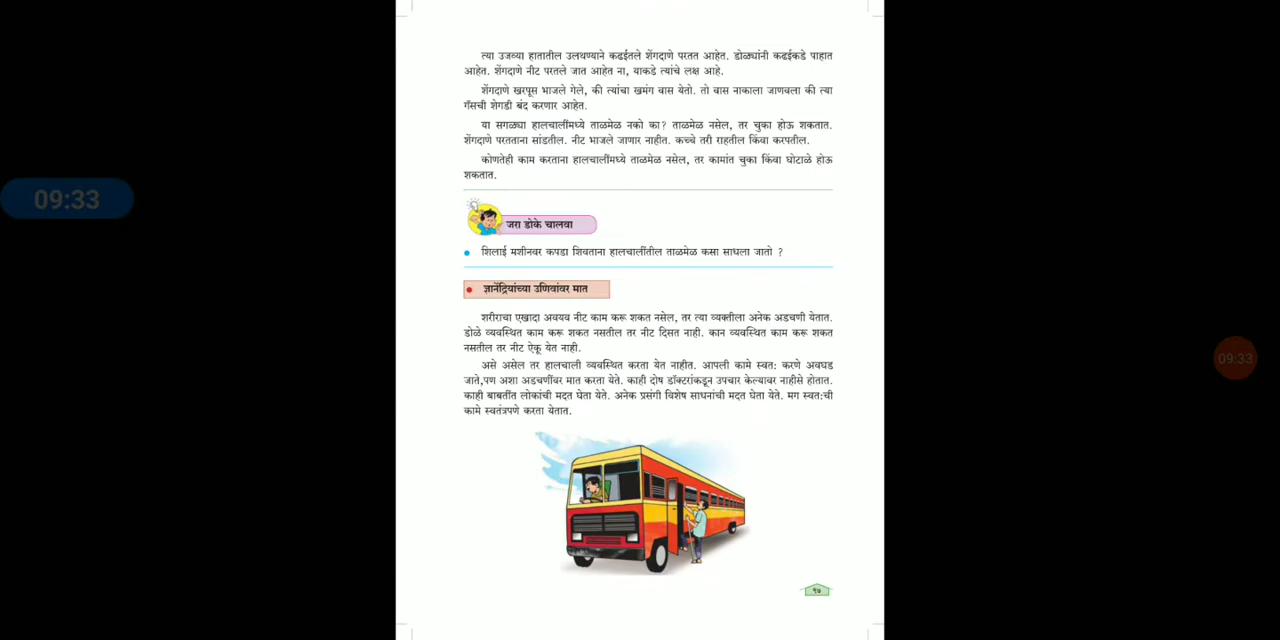 त्या उजव्या हातातील उलथण्याने कढईतले शेंगदाणे परतत आहेत. डोळ्यांनी कढईकडे पाहात
आहेत. शेंगदाणे नीट परतले जात आहेत ना, याकडे त्यांचे लक्ष आहे.
शेंगदाणे खरपूस भाजले गेले, की त्यांचा खमंग वास येतो. तो वास नाकाला जाणवला की त्या
गॅसची शेगडी बंद करणार आहेत.
या सगळ्या हालचालींमध्ये ताळमेळ नको का? ताळमेळ नसेल, तर चुका होऊ शकतात.
शेंगदाणे परतताना सांडतील. नीट भाजले जाणार नाहीत. कच्चे तरी राहतील किंवा करपतील.
कोणतेही काम करताना हालचालींमध्ये ताळमेळ नसेल, तर कामांत चुका किंवा घोटाळे होऊ
शकतात.
09:33
जरा डोके चालवा
शिलाई मशीनवर कपडा शिवताना हालचालींतील ताळमेळ कसा साधला जातो ?
ज्ञानेंद्रियांच्या उणिवांवर मात
शरीराचा एखादा अवयव नीट काम करू शकत नसेल, तर त्या व्यक्तीला अनेक अडचणी येतात.
डोळे व्यवस्थित काम करू शकत नसतील तर नीट दिसत नाही. कान व्यवस्थित काम करू शकत
नसतील तर नीट ऐकू येत नाही.
असे असेल तर हालचाली व्यवस्थित करता येत नाहीत. आपली कामे स्वत: करणे अवघड
जाते,पण अशा अडचणींवर मात करता येते. काही दोष डॉक्टरांकडून उपचार केल्यावर नाहीसे होतात.
काही बाबतींत लोकांची मदत घेता येते. अनेक प्रसंगी विशेष साधनांची मदत घेता येते. मग स्वत:ची
कामे स्वतंत्रपणे करता येतात.
09:33
९७